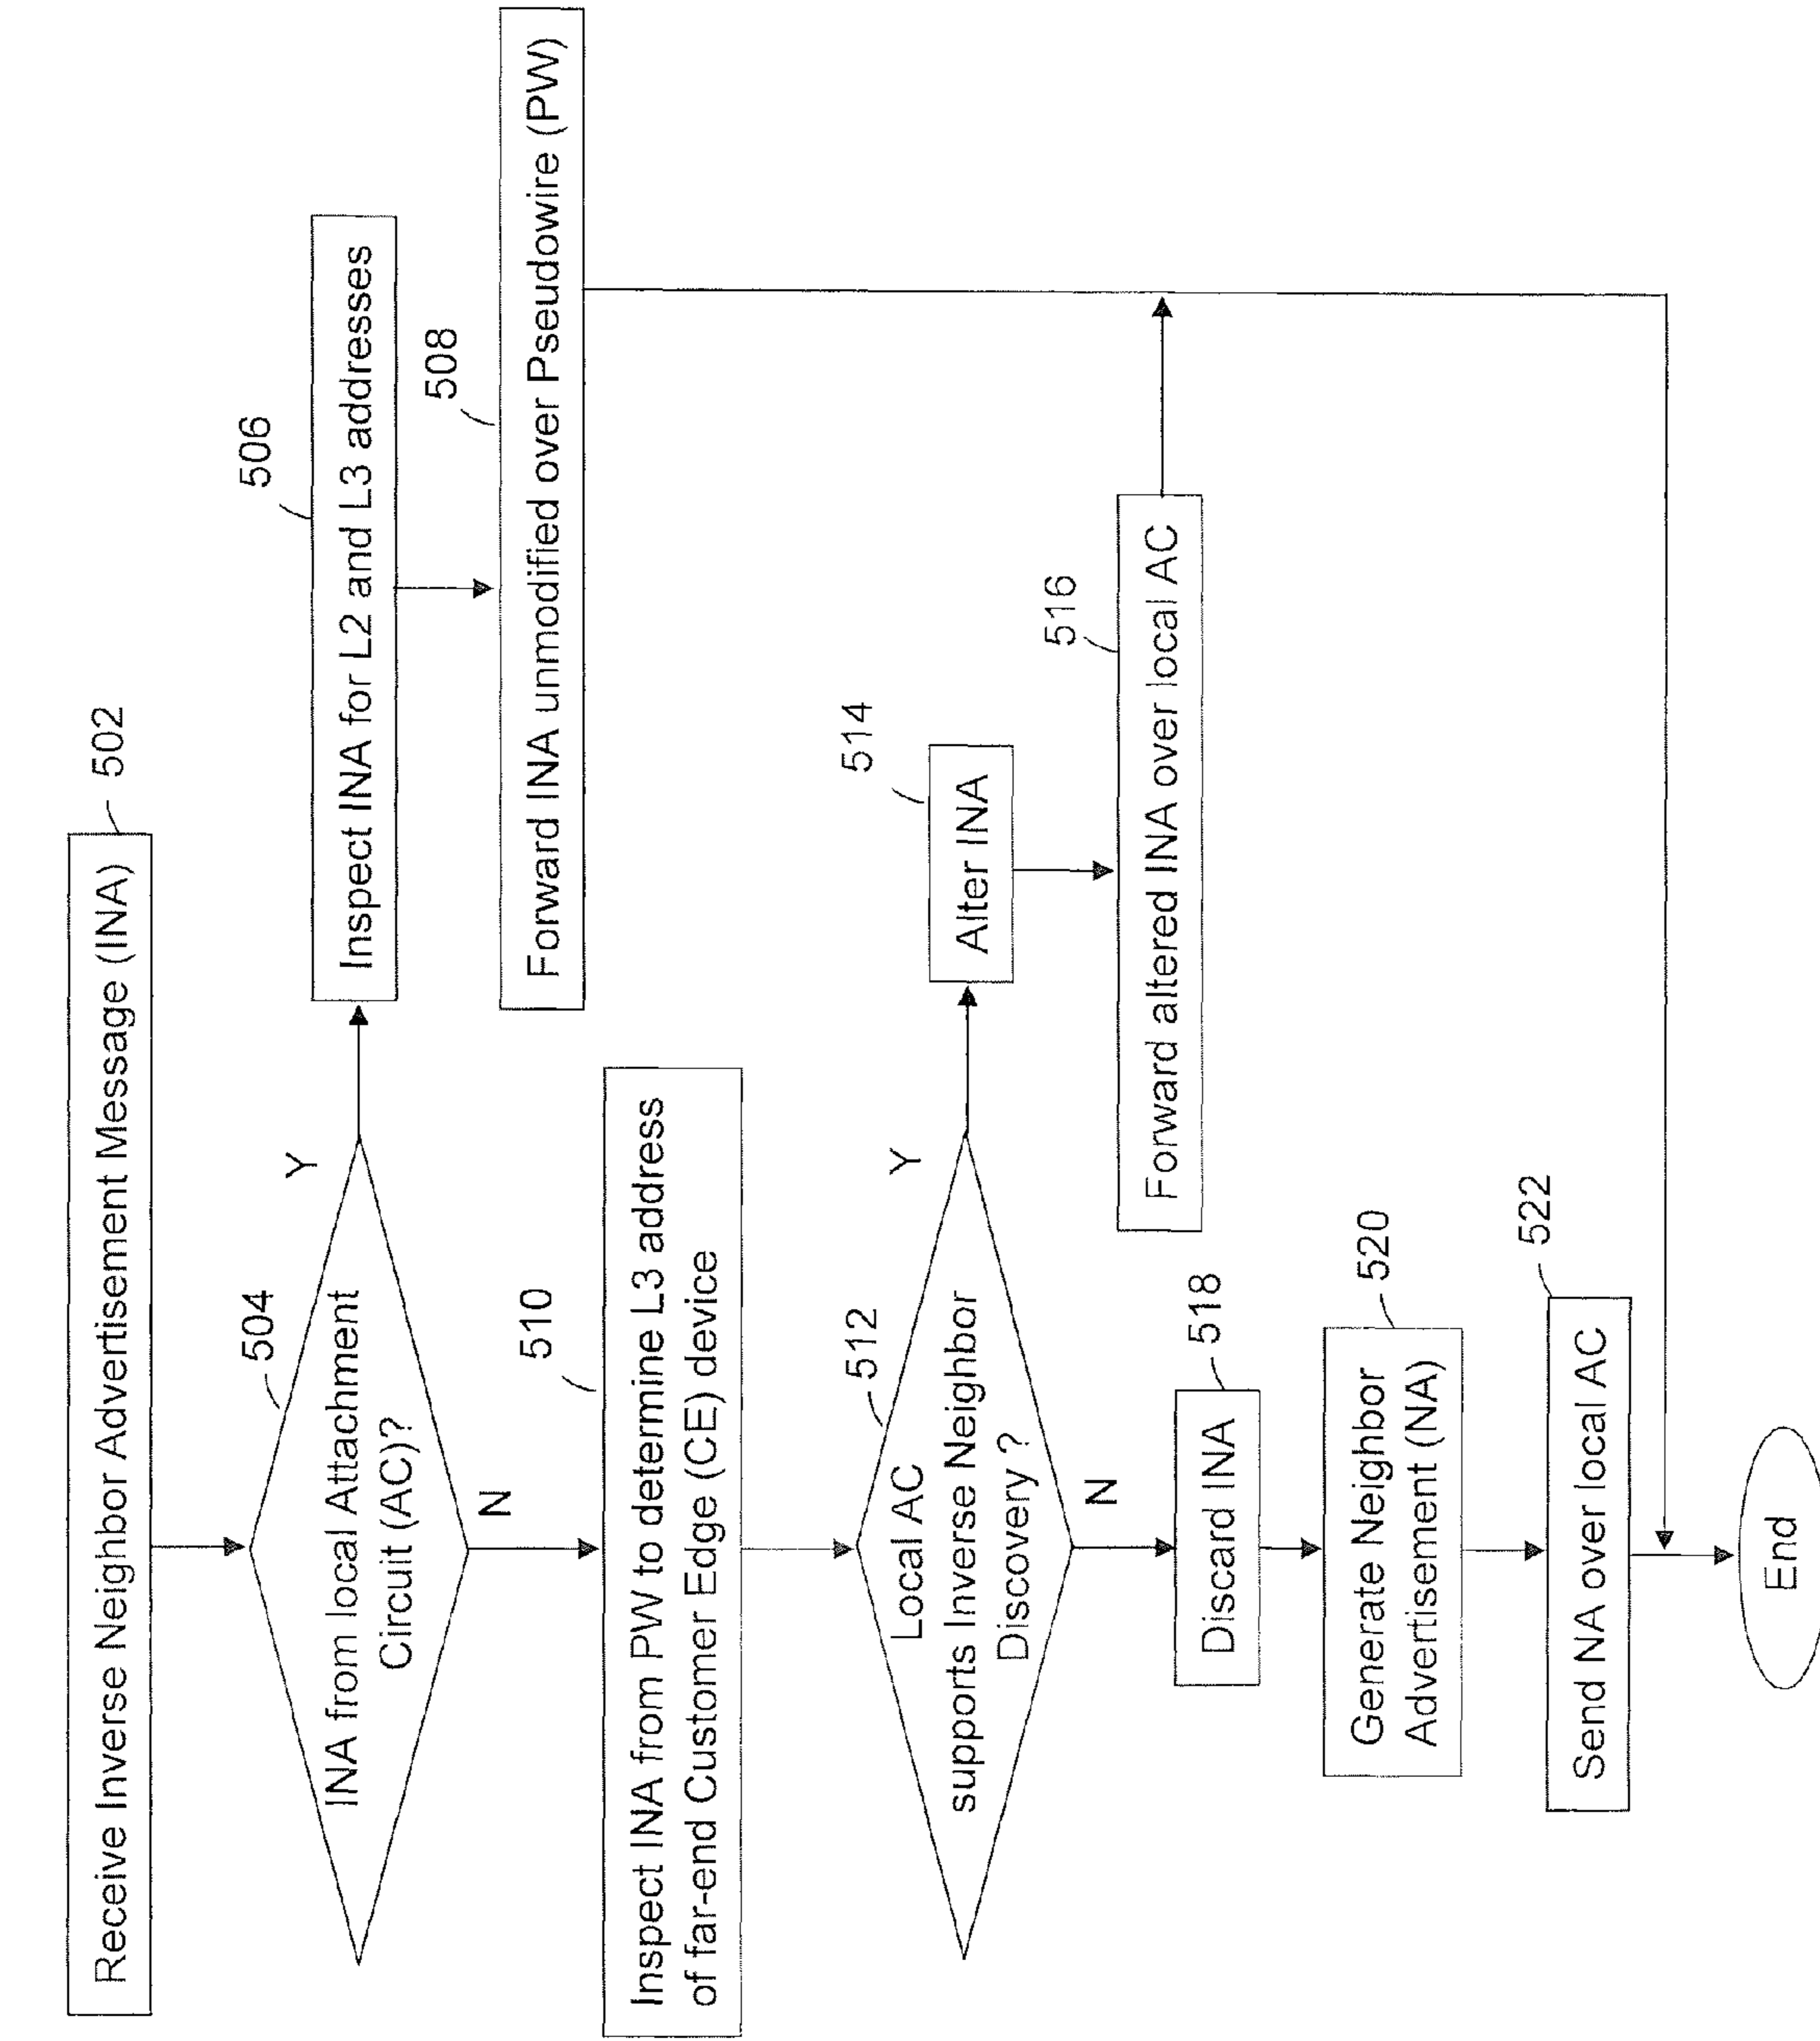 Receive Inverse Neighbor Advertisement Message (INA)
502
504
INA from local Attachment
Circuit (AC)?
Y
N
506
Inspect INA for L2 and L3 addresses
508
Forward INA unmodified over Pseudowire (PW)
510
Inspect INA from PW to determine L3 address
of far-end Customer Edge (CE) device
512
Local AC
supports Inverse Neighbor
Discovery ?
Y
N
514
Alter INA
516
Forward altered INA over local AC
518
Discard INA
520
Generate Neighbor
Advertisement (NA)
522
Send NA over local AC
End